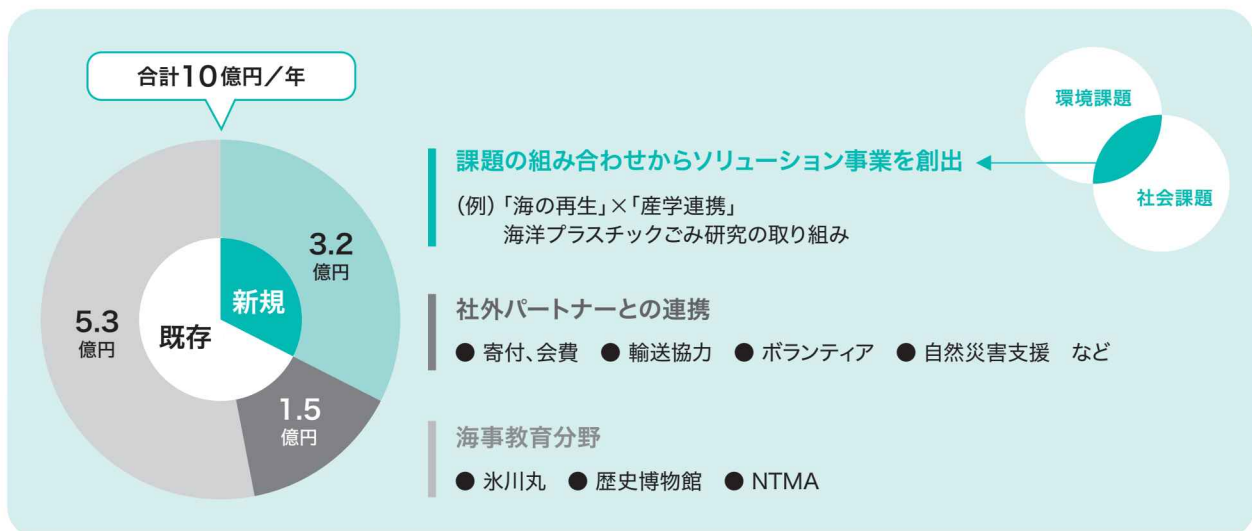 合計10億円／年
3.2
億円
新規
5.3
億円
既存
1.5
億円
環境課題
社会課題
課題の組み合わせからソリューション事業を創出
（例）「海の再生」×「産学連携」
海洋プラスチックごみ研究の取り組み
社外パートナーとの連携
● 寄付、会費 ● 輸送協力 ● ボランティア ● 自然災害支援 など
海事教育分野
● 氷川丸 ● 歴史博物館 ● NTMA